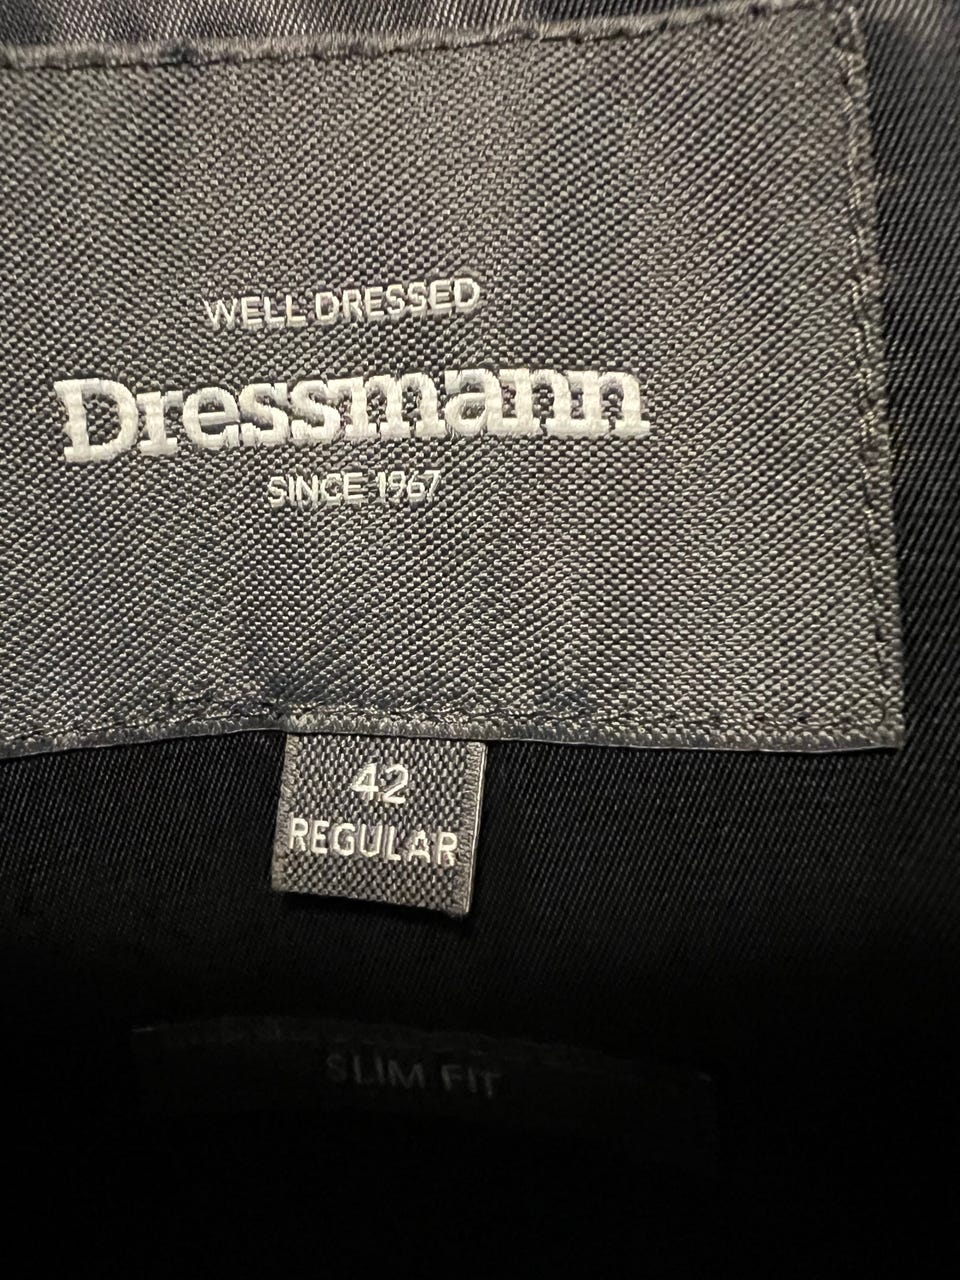 WELL DRESSED
Dressmann
SINCE 1967
42
REGULAR
SLIM FIT